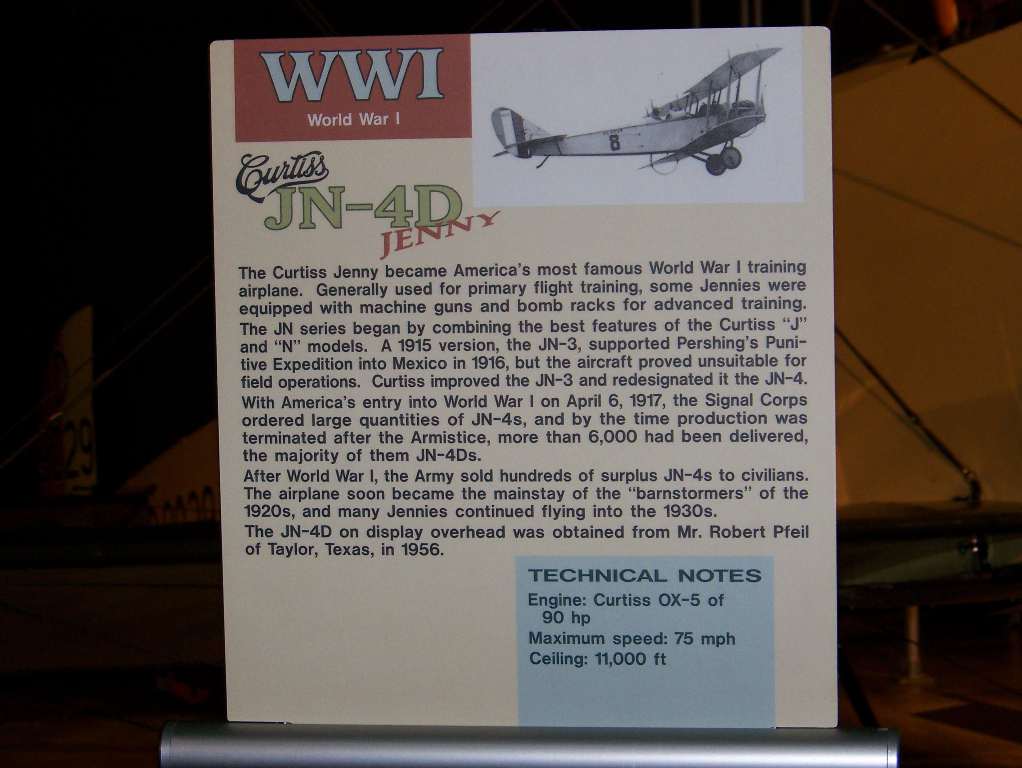 WWI
World War I
Curtiss
JN-4D
JENNY
8
The Curtiss Jenny became America's most famous World War I training
airplane. Generally used for primary flight training, some Jennies were
equipped with machine guns and bomb racks for advanced training.
The JN series began by combining the best features of the Curtiss "J"
and "N" models. A 1915 version, the JN-3, supported Pershing's Puni-
tive Expedition into Mexico in 1916, but the aircraft proved unsuitable for
field operations. Curtiss improved the JN-3 and redesignated it the JN-4.
With America's entry into World War I on April 6, 1917, the Signal Corps
ordered large quantities of JN-4s, and by the time production was
terminated after the Armistice, more than 6,000 had been delivered,
the majority of them JN-4Ds.
After World War I, the Army sold hundreds of surplus JN-4s to civilians.
The airplane soon became the mainstay of the "barnstormers" of the
1920s, and many Jennies continued flying into the 1930s.
The JN-4D on display overhead was obtained from Mr. Robert Pfeil
of Taylor, Texas, in 1956.
TECHNICAL NOTES
Engine: Curtiss OX-5 of
90 hp
Maximum speed: 75 mph
Ceiling: 11,000 ft
29